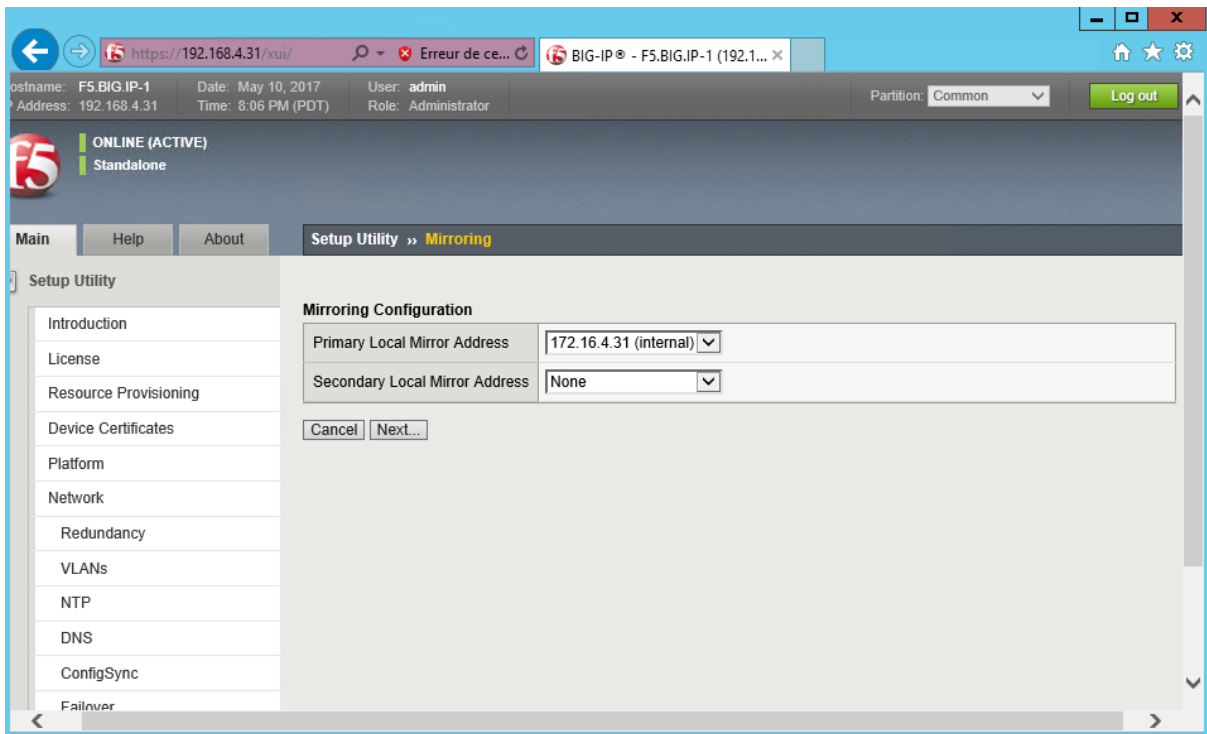 https://192.168.4.31/xui/ Erreur de ce... BIG-IP® - F5.BIG.IP-1 (192.1...
ostname: F5.BIG.IP-1 Date: May 10, 2017 User: admin
Address: 192.168.4.31 Time: 8:06 PM (PDT) Role: Administrator
Partition: Common Log out
f5
ONLINE (ACTIVE)
Standalone
Main Help About Setup Utility ›› Mirroring
Setup Utility
Introduction
License
Resource Provisioning
Device Certificates
Platform
Network
Redundancy
VLANs
NTP
DNS
ConfigSync
Failover
Mirroring Configuration
Primary Local Mirror Address 172.16.4.31 (internal)
Secondary Local Mirror Address None
Cancel Next...